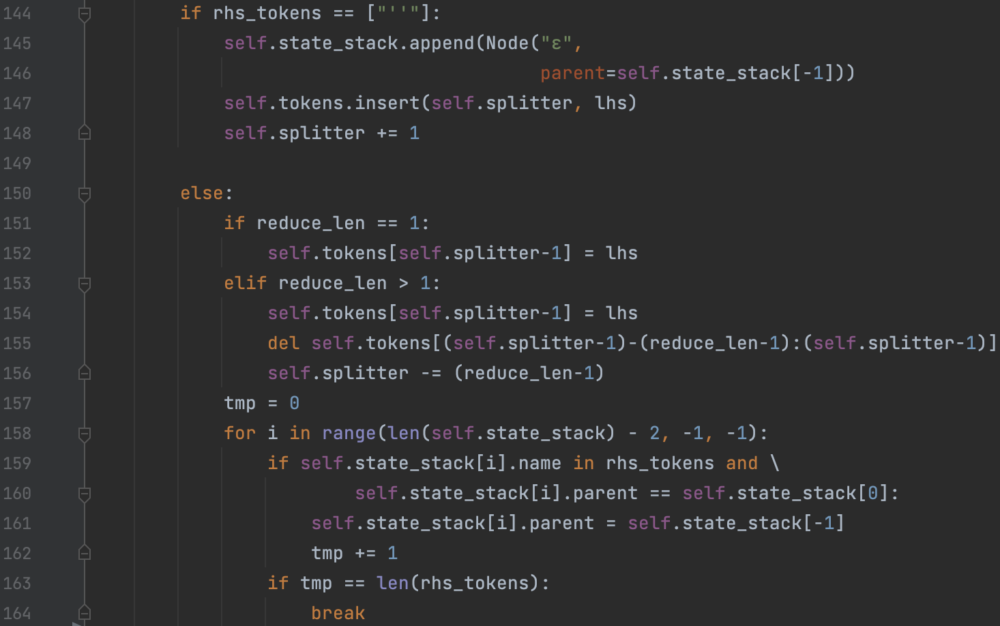 144 if rhs_tokens == ["''"]:
145 self.state_stack.append(Node("ε",
146 parent=self.state_stack[-1]))
147 self.tokens.insert(self.splitter, lhs)
148 self.splitter += 1
149
150 else:
151 if reduce_len == 1:
152 self.tokens[self.splitter-1] = lhs
153 elif reduce_len > 1:
154 self.tokens[self.splitter-1] = lhs
155 del self.tokens[(self.splitter-1)-(reduce_len-1):(self.splitter-1)]
156 self.splitter -= (reduce_len-1)
157 tmp = 0
158 for i in range(len(self.state_stack) - 2, -1, -1):
159 if self.state_stack[i].name in rhs_tokens and \
160 self.state_stack[i].parent == self.state_stack[0]:
161 self.state_stack[i].parent = self.state_stack[-1]
162 tmp += 1
163 if tmp == len(rhs_tokens):
164 break